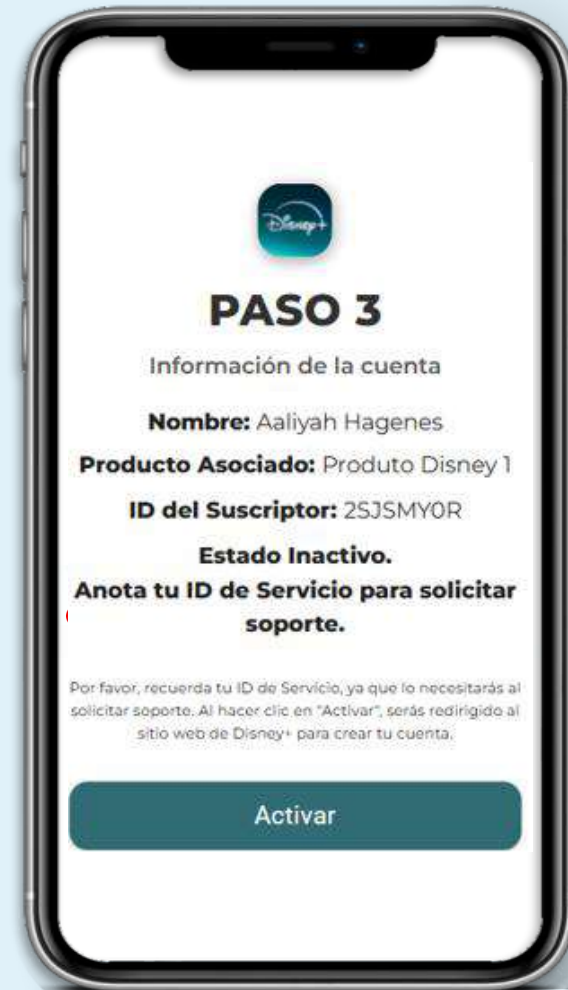 Disney+
PASO 3
Información de la cuenta
Nombre: Aaliyah Hagenes
Producto Asociado: Produto Disney 1
ID del Suscriptor: 2SJSMY0R
Estado Inactivo.
Anota tu ID de Servicio para solicitar
soporte.
Por favor, recuerda tu ID de Servicio, ya que lo necesitarás al
solicitar soporte. Al hacer clic en "Activar", serás redirigido al
sitio web de Disney+ para crear tu cuenta.
Activar